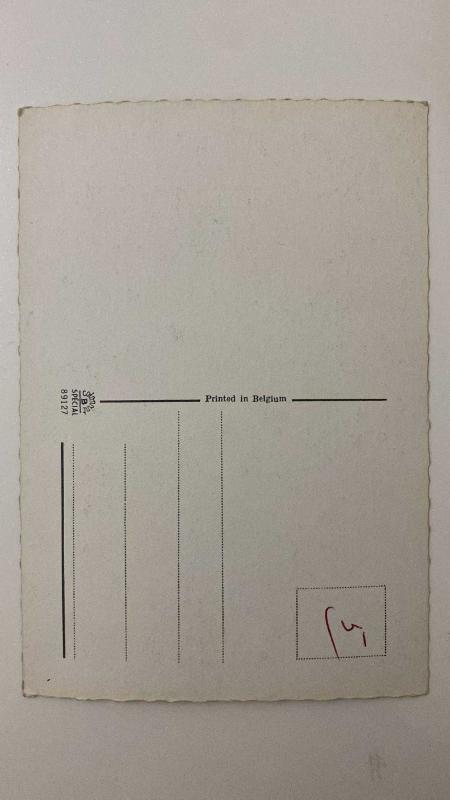 Printed in Belgium
SPECIAL
89127